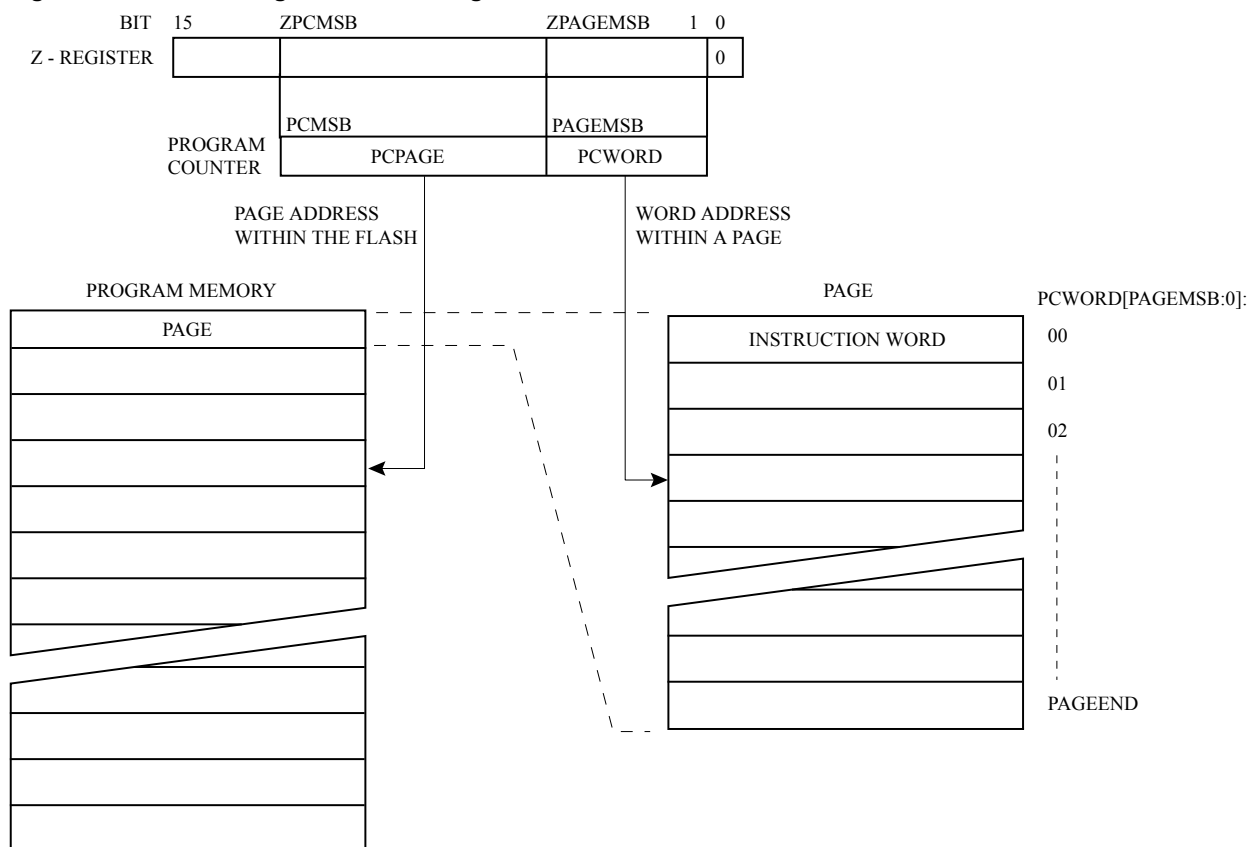 BIT 15 ZPCMSB ZPAGEMSB 1 0
Z - REGISTER 0
PCMSB PAGEMSB
PROGRAM
COUNTER
PCPAGE PCWORD
PAGE ADDRESS
WITHIN THE FLASH
WORD ADDRESS
WITHIN A PAGE
PROGRAM MEMORY
PAGE
PAGE
PCWORD[PAGEMSB:0]:
INSTRUCTION WORD
00
01
02
PAGEEND